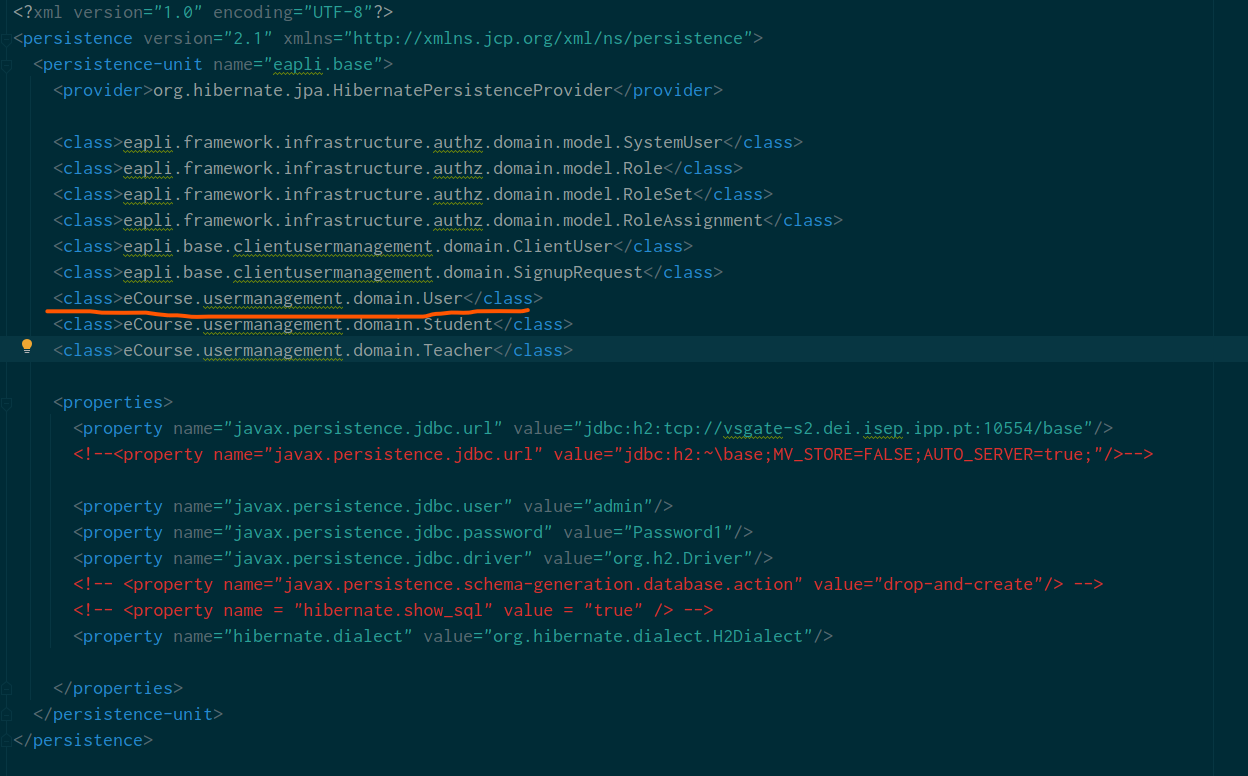 <?xml version="1.0" encoding="UTF-8"?>
<persistence version="2.1" xmlns="http://xmlns.jcp.org/xml/ns/persistence">
<persistence-unit name="eapli.base">
<provider>org.hibernate.jpa.HibernatePersistenceProvider</provider>
<class>eapli.framework.infrastructure.authz.domain.model.SystemUser</class>
<class>eapli.framework.infrastructure.authz.domain.model.Role</class>
<class>eapli.framework.infrastructure.authz.domain.model.RoleSet</class>
<class>eapli.framework.infrastructure.authz.domain.model.RoleAssignment</class>
<class>eapli.base.clientusermanagement.domain.ClientUser</class>
<class>eapli.base.clientusermanagement.domain.SignupRequest</class>
<class>eCourse.usermanagement.domain.User</class>
<class>eCourse.usermanagement.domain.Student</class>
<class>eCourse.usermanagement.domain.Teacher</class>
<properties>
<property name="javax.persistence.jdbc.url" value="jdbc:h2:tcp://vsgate-s2.dei.isep.ipp.pt:10554/base"/>
<!--<property name="javax.persistence.jdbc.url" value="jdbc:h2:~\base;MV_STORE=FALSE;AUTO_SERVER=true;"/>-->
<property name="javax.persistence.jdbc.user" value="admin"/>
<property name="javax.persistence.jdbc.password" value="Password1"/>
<property name="javax.persistence.jdbc.driver" value="org.h2.Driver"/>
<!-- <property name="javax.persistence.schema-generation.database.action" value="drop-and-create"/> -->
<!-- <property name = "hibernate.show_sql" value = "true" /> -->
<property name="hibernate.dialect" value="org.hibernate.dialect.H2Dialect"/>
</properties>
</persistence-unit>
</persistence>